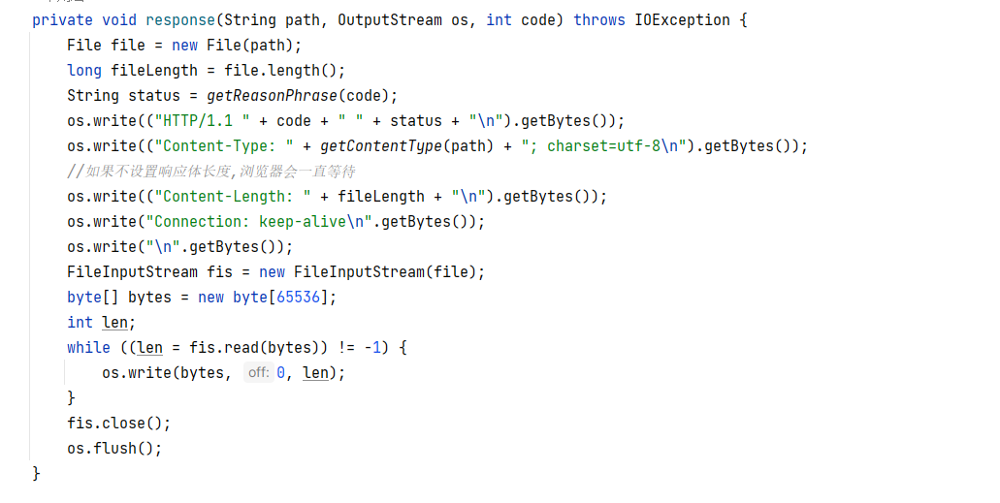 private void response(String path, OutputStream os, int code) throws IOException {
File file = new File(path);
long fileLength = file.length();
String status = getReasonPhrase(code);
os.write(("HTTP/1.1 " + code + " " + status + "\n").getBytes());
os.write(("Content-Type: " + getContentType(path) + "; charset=utf-8\n").getBytes());
//如果不设置响应体长度,浏览器会一直等待
os.write(("Content-Length: " + fileLength + "\n").getBytes());
os.write("Connection: keep-alive\n".getBytes());
os.write("\n".getBytes());
FileInputStream fis = new FileInputStream(file);
byte[] bytes = new byte[65536];
int len;
while ((len = fis.read(bytes)) != -1) {
os.write(bytes, off: 0, len);
}
fis.close();
os.flush();
}